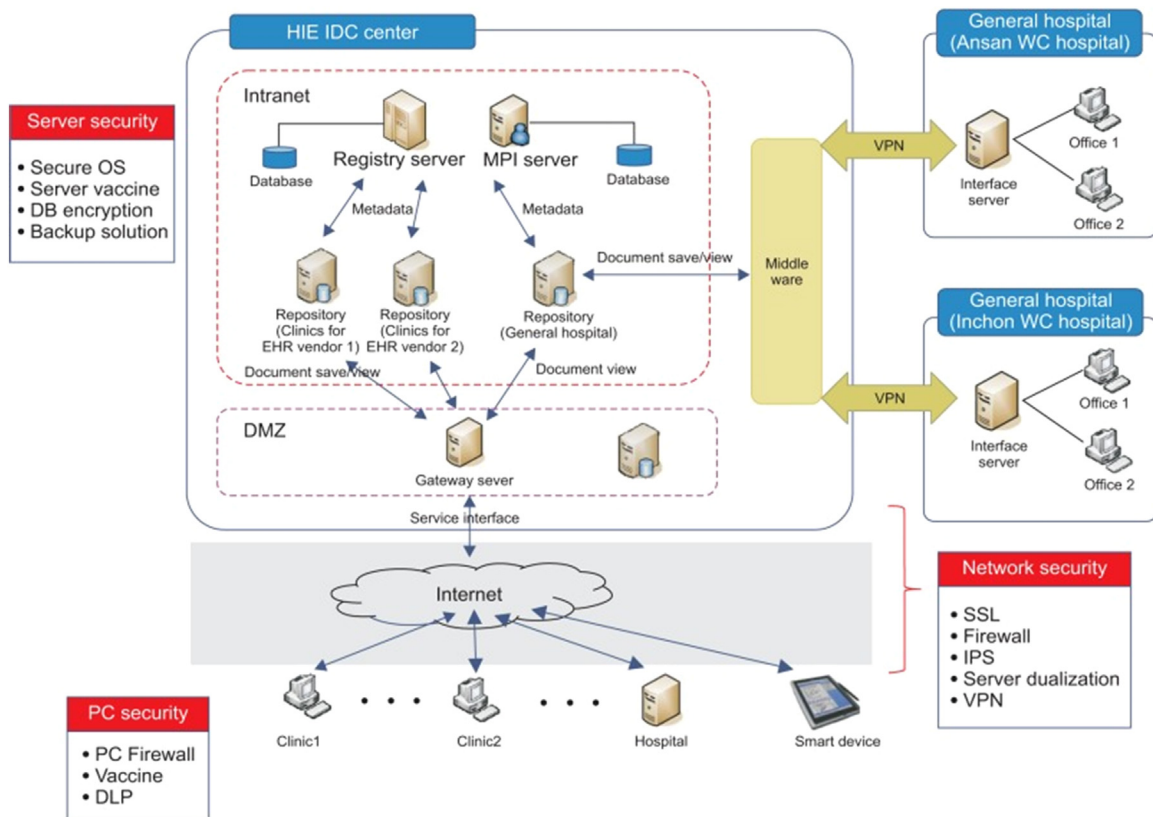 HIE IDC center
General hospital
(Ansan WC hospital)
Intranet
Server security
• Secure OS
• Server vaccine
• DB encryption
• Backup solution
Registry server
MPI server
Database
Database
Metadata
Metadata
VPN
Interface
server
Office 1
Office 2
Document save/view
Middle
ware
Repository
(Clinics for
EHR vendor 1)
Repository
(Clinics for
EHR vendor 2)
Repository
(General hospital)
Document save/view
Document view
General hospital
(Inchon WC hospital)
VPN
Interface
server
Office 1
Office 2
DMZ
Gateway sever
Service interface
Internet
Network security
• SSL
• Firewall
• IPS
• Server dualization
• VPN
PC security
• PC Firewall
• Vaccine
• DLP
Clinic1
Clinic2
Hospital
Smart device